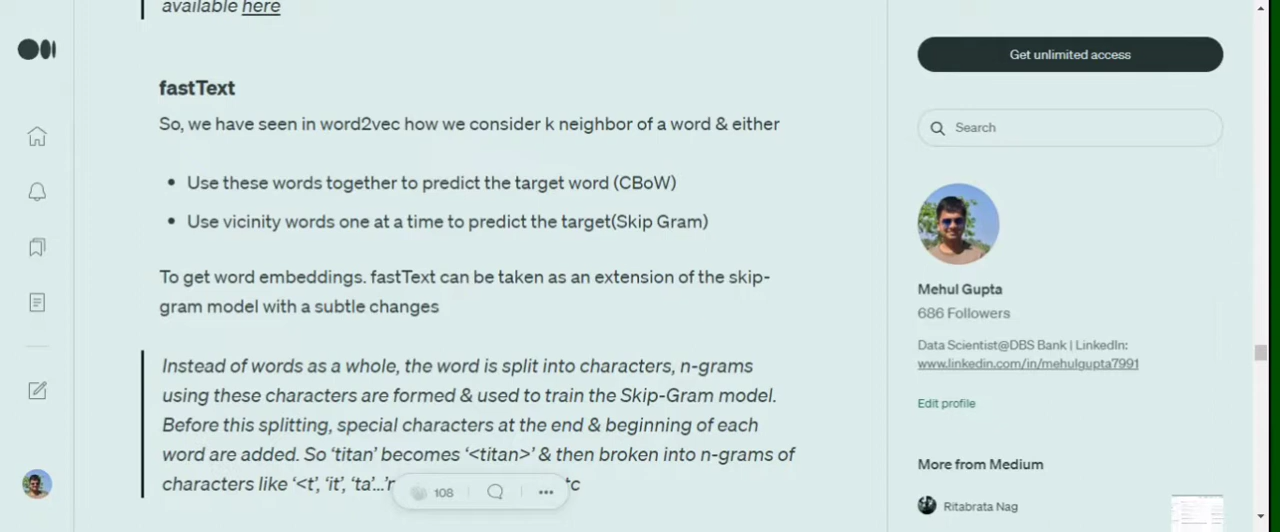 available here
fastText
So, we have seen in word2vec how we consider k neighbor of a word & either
Use these words together to predict the target word (CBoW)
Use vicinity words one at a time to predict the target(Skip Gram)
To get word embeddings. fastText can be taken as an extension of the skip-
gram model with a subtle changes
Instead of words as a whole, the word is split into characters, n-grams
using these characters are formed & used to train the Skip-Gram model.
Before this splitting, special characters at the end & beginning of each
word are added. So ‘titan’ becomes ‘<titan>’ & then broken into n-grams of
characters like ‘<t’, ‘it’, ‘ta’...’
108
Get unlimited access
Search
Mehul Gupta
686 Followers
Data Scientist@DBS Bank | LinkedIn:
www.linkedin.com/in/mehulgupta7991
Edit profile
More from Medium
Ritabrata Nag